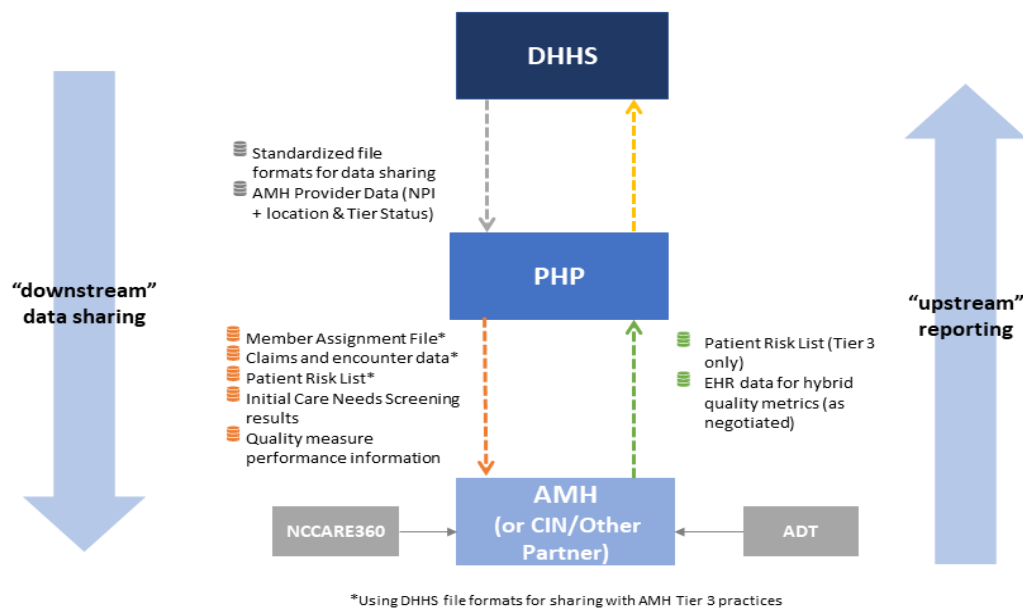 DHHS
Standardized file
formats for data sharing
AMH Provider Data (NPI
+ location & Tier Status)
PHP
“downstream”
data sharing
“upstream”
reporting
Member Assignment File*
Claims and encounter data*
Patient Risk List*
Initial Care Needs Screening
results
Quality measure
performance information
Patient Risk List (Tier 3
only)
EHR data for hybrid
quality metrics (as
negotiated)
NCCARE360
AMH
(or CIN/Other
Partner)
ADT
*Using DHHS file formats for sharing with AMH Tier 3 practices